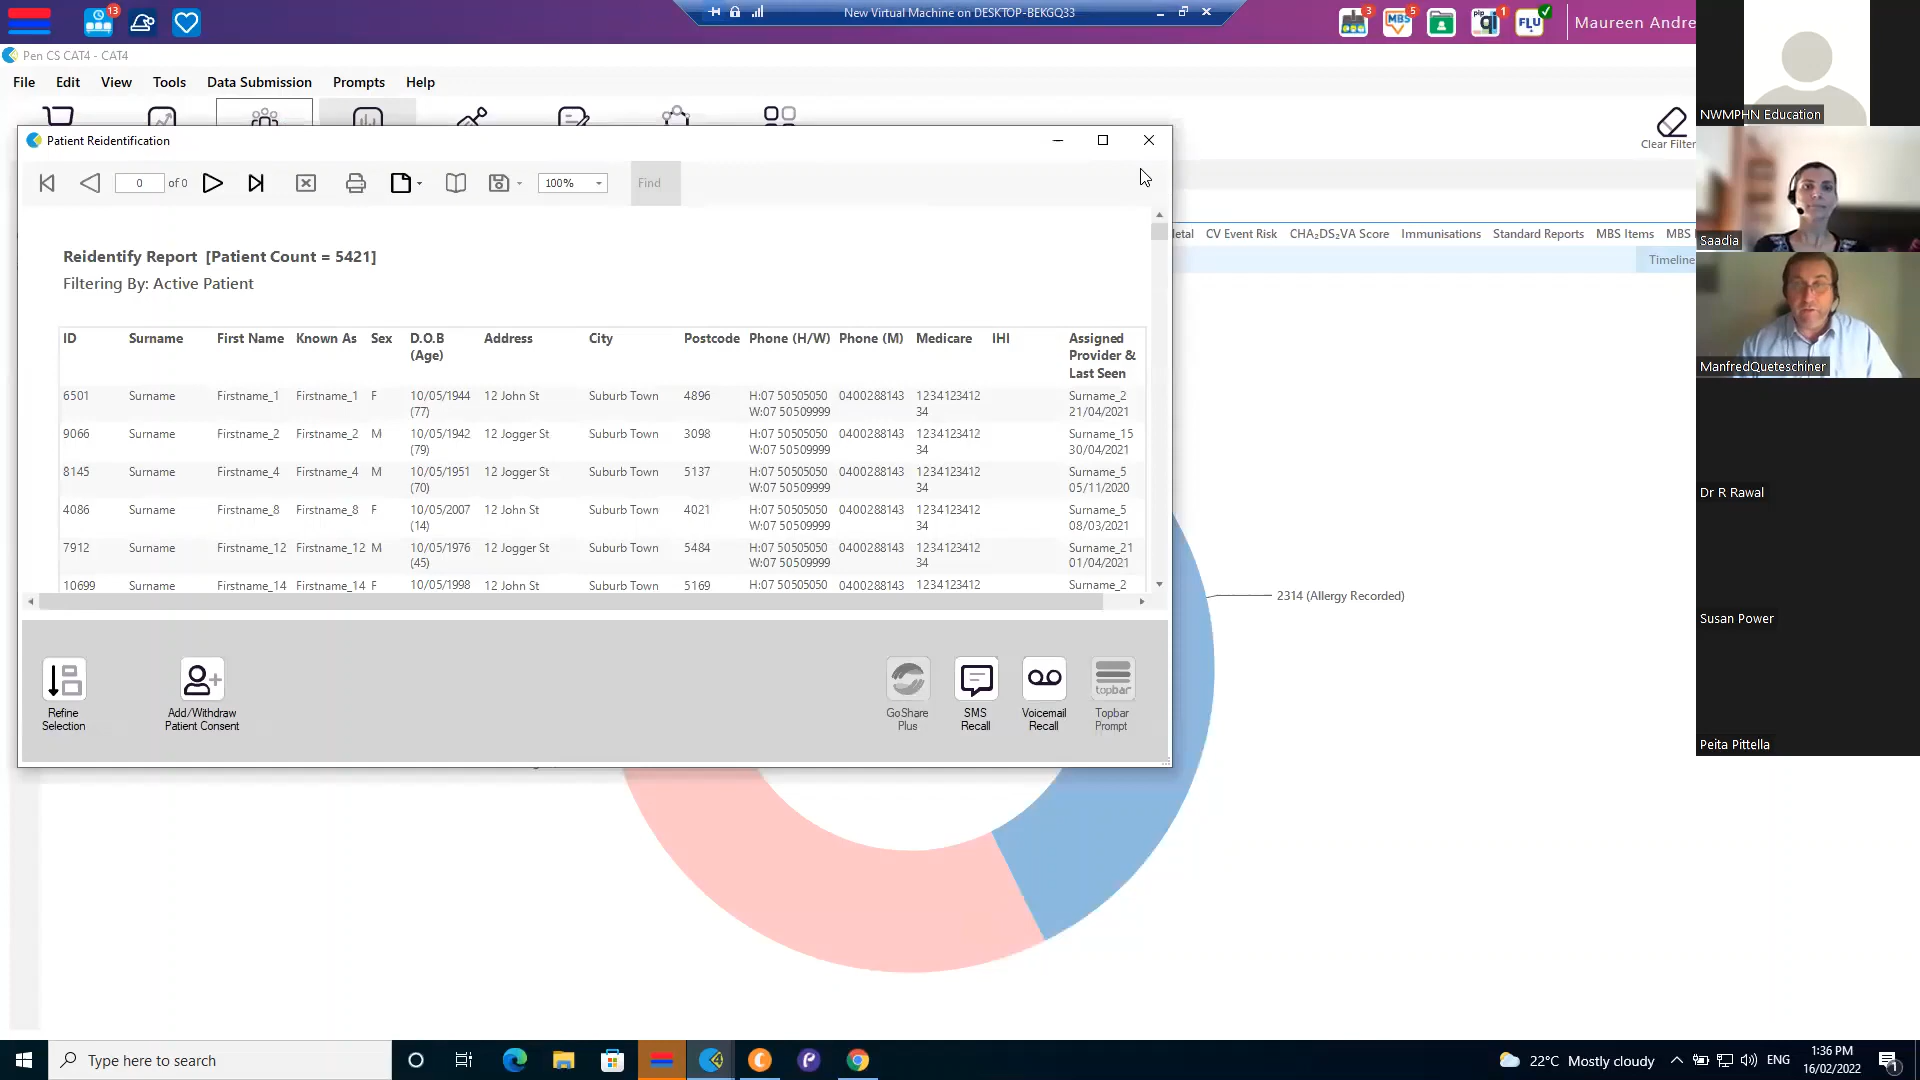 13
New Virtual Machine on DESKTOP-BEKGQ33
3
MBS
5
pip
1
FLU
Maureen Andre
Pen CS CAT4 - CAT4
File Edit View Tools Data Submission Prompts Help
Clear Filter
Patient Reidentification
0 of 0 100% Find
Reidentify Report [Patient Count = 5421]
Filtering By: Active Patient
etal CV Event Risk CHA₂DS₂VA Score Immunisations Standard Reports MBS Items MBS
Timeline
ID Surname First Name Known As Sex D.O.B Address City Postcode Phone (H/W) Phone (M) Medicare IHI Assigned
(Age) Provider &
Last Seen
6501 Surname Firstname_1 Firstname_1 F 10/05/1944 12 John St Suburb Town 4896 H:07 50505050 0400288143 1234123412 Surname_2
(77) W:07 50509999 34 21/04/2021
9066 Surname Firstname_2 Firstname_2 M 10/05/1942 12 Jogger St Suburb Town 3098 H:07 50505050 0400288143 1234123412 Surname_15
(79) W:07 50509999 34 30/04/2021
8145 Surname Firstname_4 Firstname_4 M 10/05/1951 12 Jogger St Suburb Town 5137 H:07 50505050 0400288143 1234123412 Surname_5
(70) W:07 50509999 34 05/11/2020
4086 Surname Firstname_8 Firstname_8 F 10/05/2007 12 John St Suburb Town 4021 H:07 50505050 0400288143 1234123412 Surname_5
(14) W:07 50509999 34 08/03/2021
7912 Surname Firstname_12 Firstname_12 M 10/05/1976 12 Jogger St Suburb Town 5484 H:07 50505050 0400288143 1234123412 Surname_21
(45) W:07 50509999 34 01/04/2021
10699 Surname Firstname_14 Firstname_14 F 10/05/1998 12 John St Suburb Town 5169 H:07 50505050 0400288143 1234123412 Surname_2
2314 (Allergy Recorded)
Refine
Selection
Add/Withdraw
Patient Consent
GoShare
Plus
SMS
Recall
Voicemail
Recall
topbar
Topbar
Prompt
NWMPHN Education
Saadia
ManfredQueteschiner
Dr R Rawal
Susan Power
Peita Pittella
Type here to search
22°C Mostly cloudy
ENG
1:36 PM
16/02/2022
1